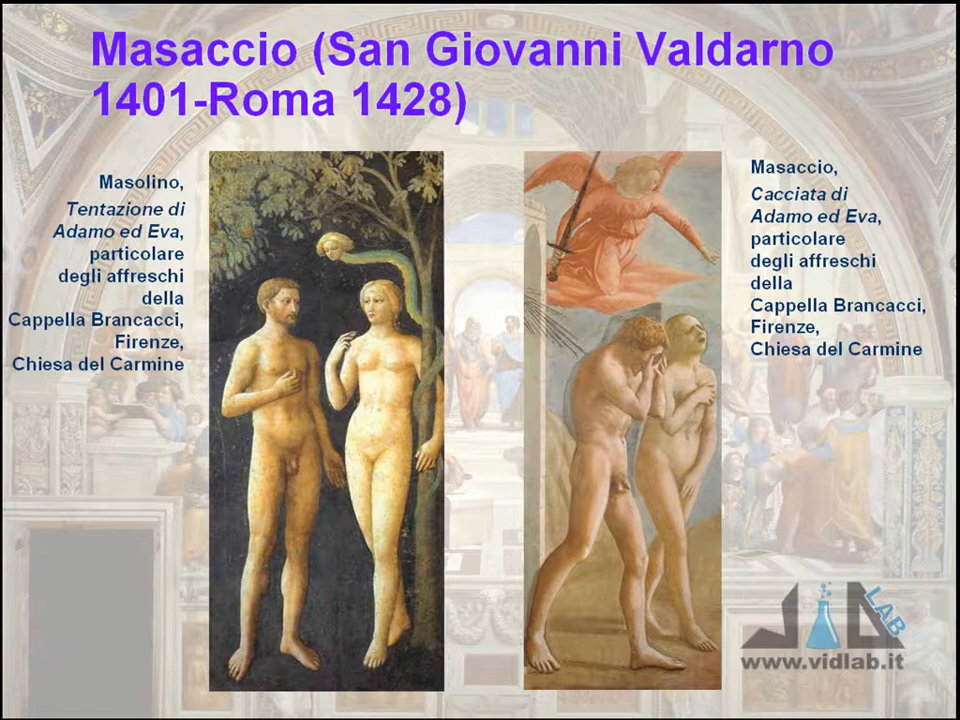 Masaccio (San Giovanni Valdarno
1401-Roma 1428)
Masolino,
Tentazione di
Adamo ed Eva,
particolare
degli affreschi
della
Cappella Brancacci,
Firenze,
Chiesa del Carmine
Masaccio,
Cacciata di
Adamo ed Eva,
particolare
degli affreschi
della
Cappella Brancacci,
Firenze,
Chiesa del Carmine
LAB
www.vidlab.it